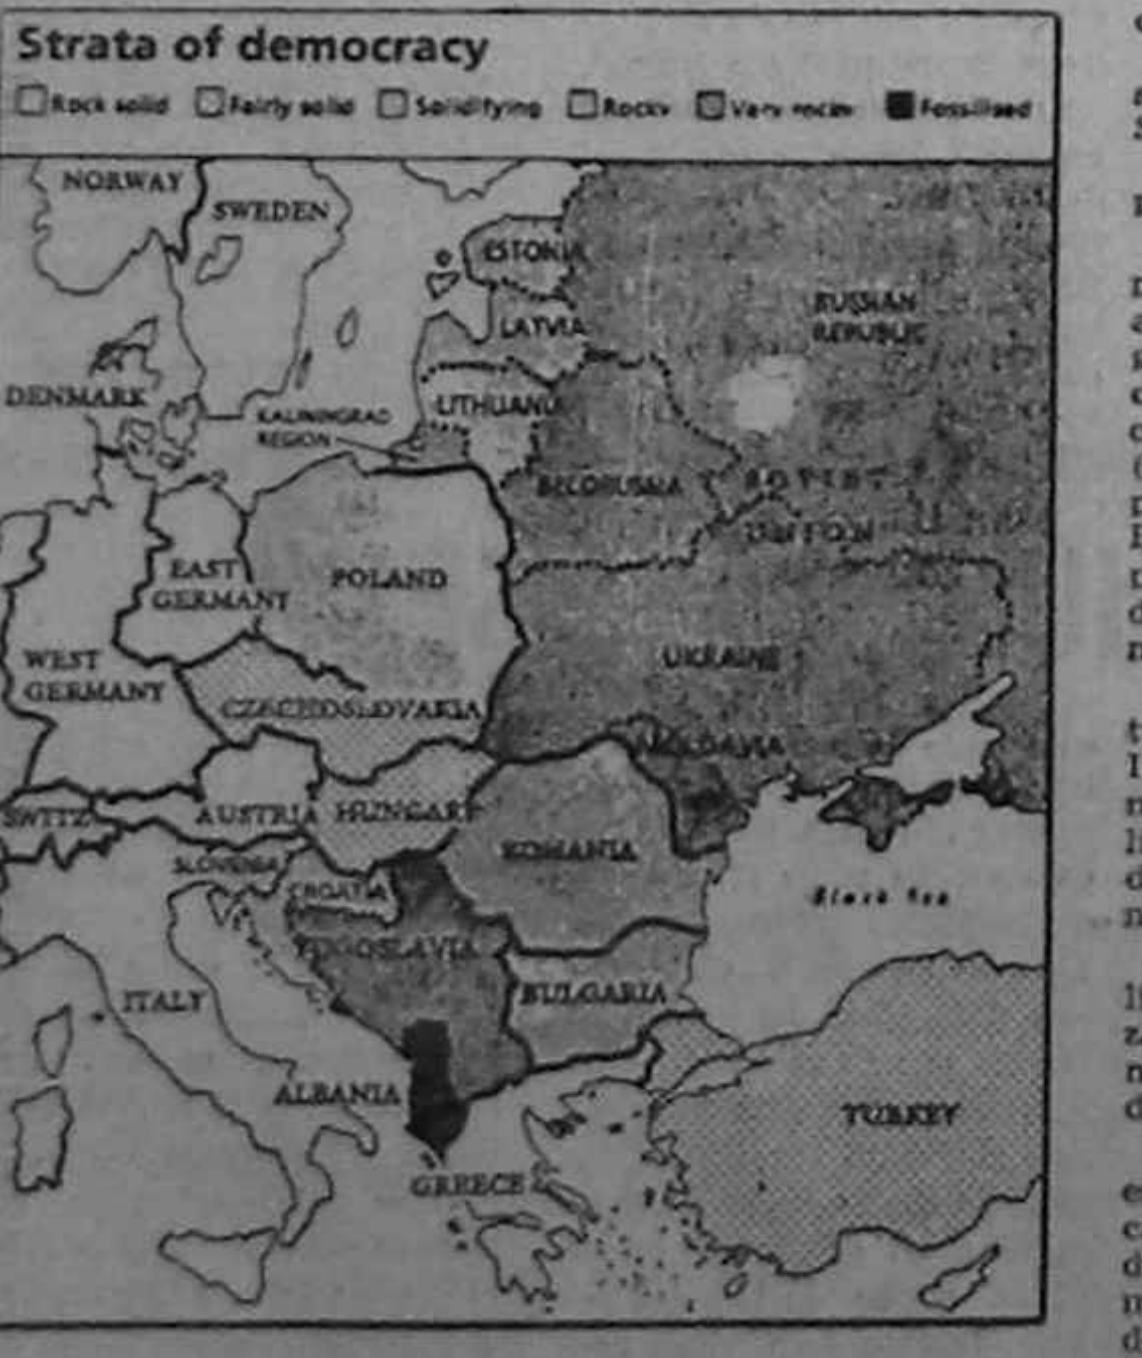 Strata of democracy
Rock solid Fairly solid Solidifying Rocky Very rocky Fossilised
NORWAY
SWEDEN
ESTONIA
RUSSIAN
REPUBLIC
LATVIA
DENMARK
LITHUANIA
KALININGRAD
REGION
BELORUSSIA
SOVIET
UNION
EAST
GERMANY
POLAND
WEST
GERMANY
UKRAINE
CZECHOSLOVAKIA
MOLDAVIA
SWITZ
AUSTRIA
HUNGARY
SLOVENIA
ROMANIA
CROATIA
Black Sea
YUGOSLAVIA
ITALY
BULGARIA
ALBANIA
TURKEY
GREECE